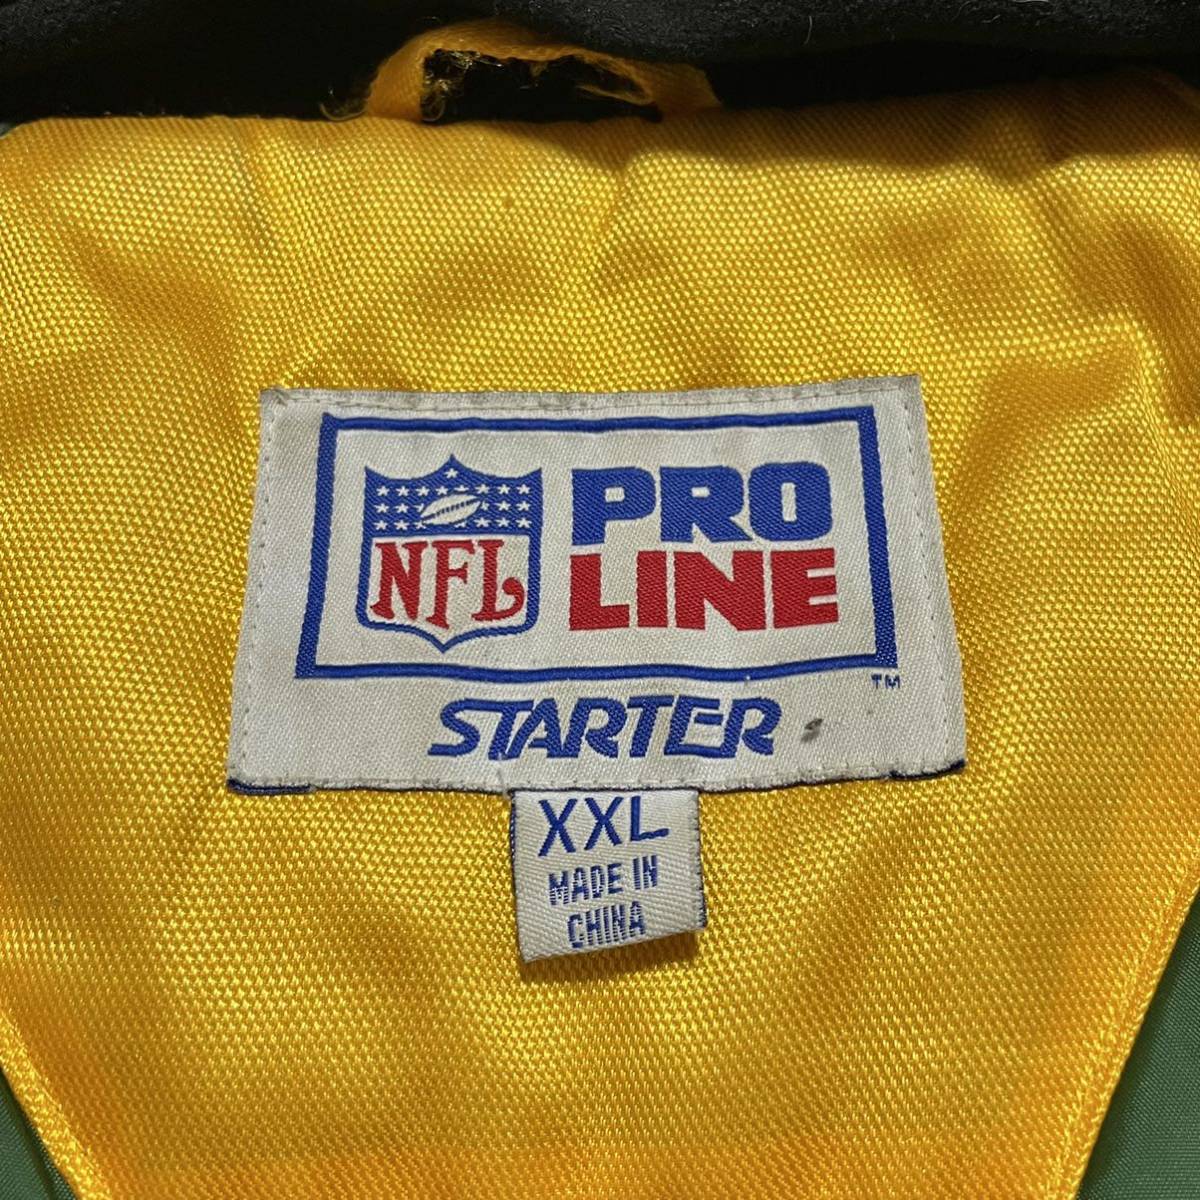 NFL
PRO
LINE
TM
STARTER
XXL
MADE IN
CHINA